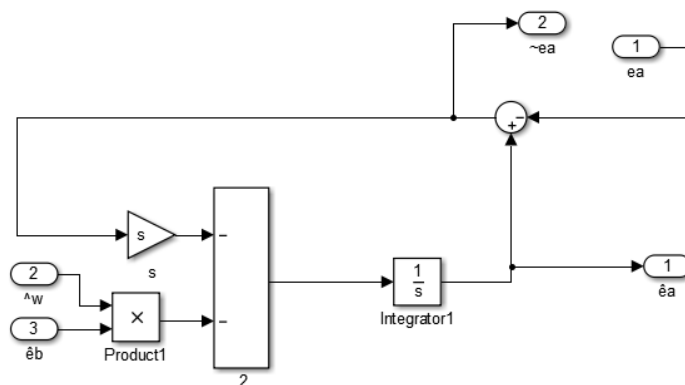 2
~ea
1
ea
-
+
s
s
-
2
^w
×
Product1
3
êb
-
2
1
s
Integrator1
1
êa